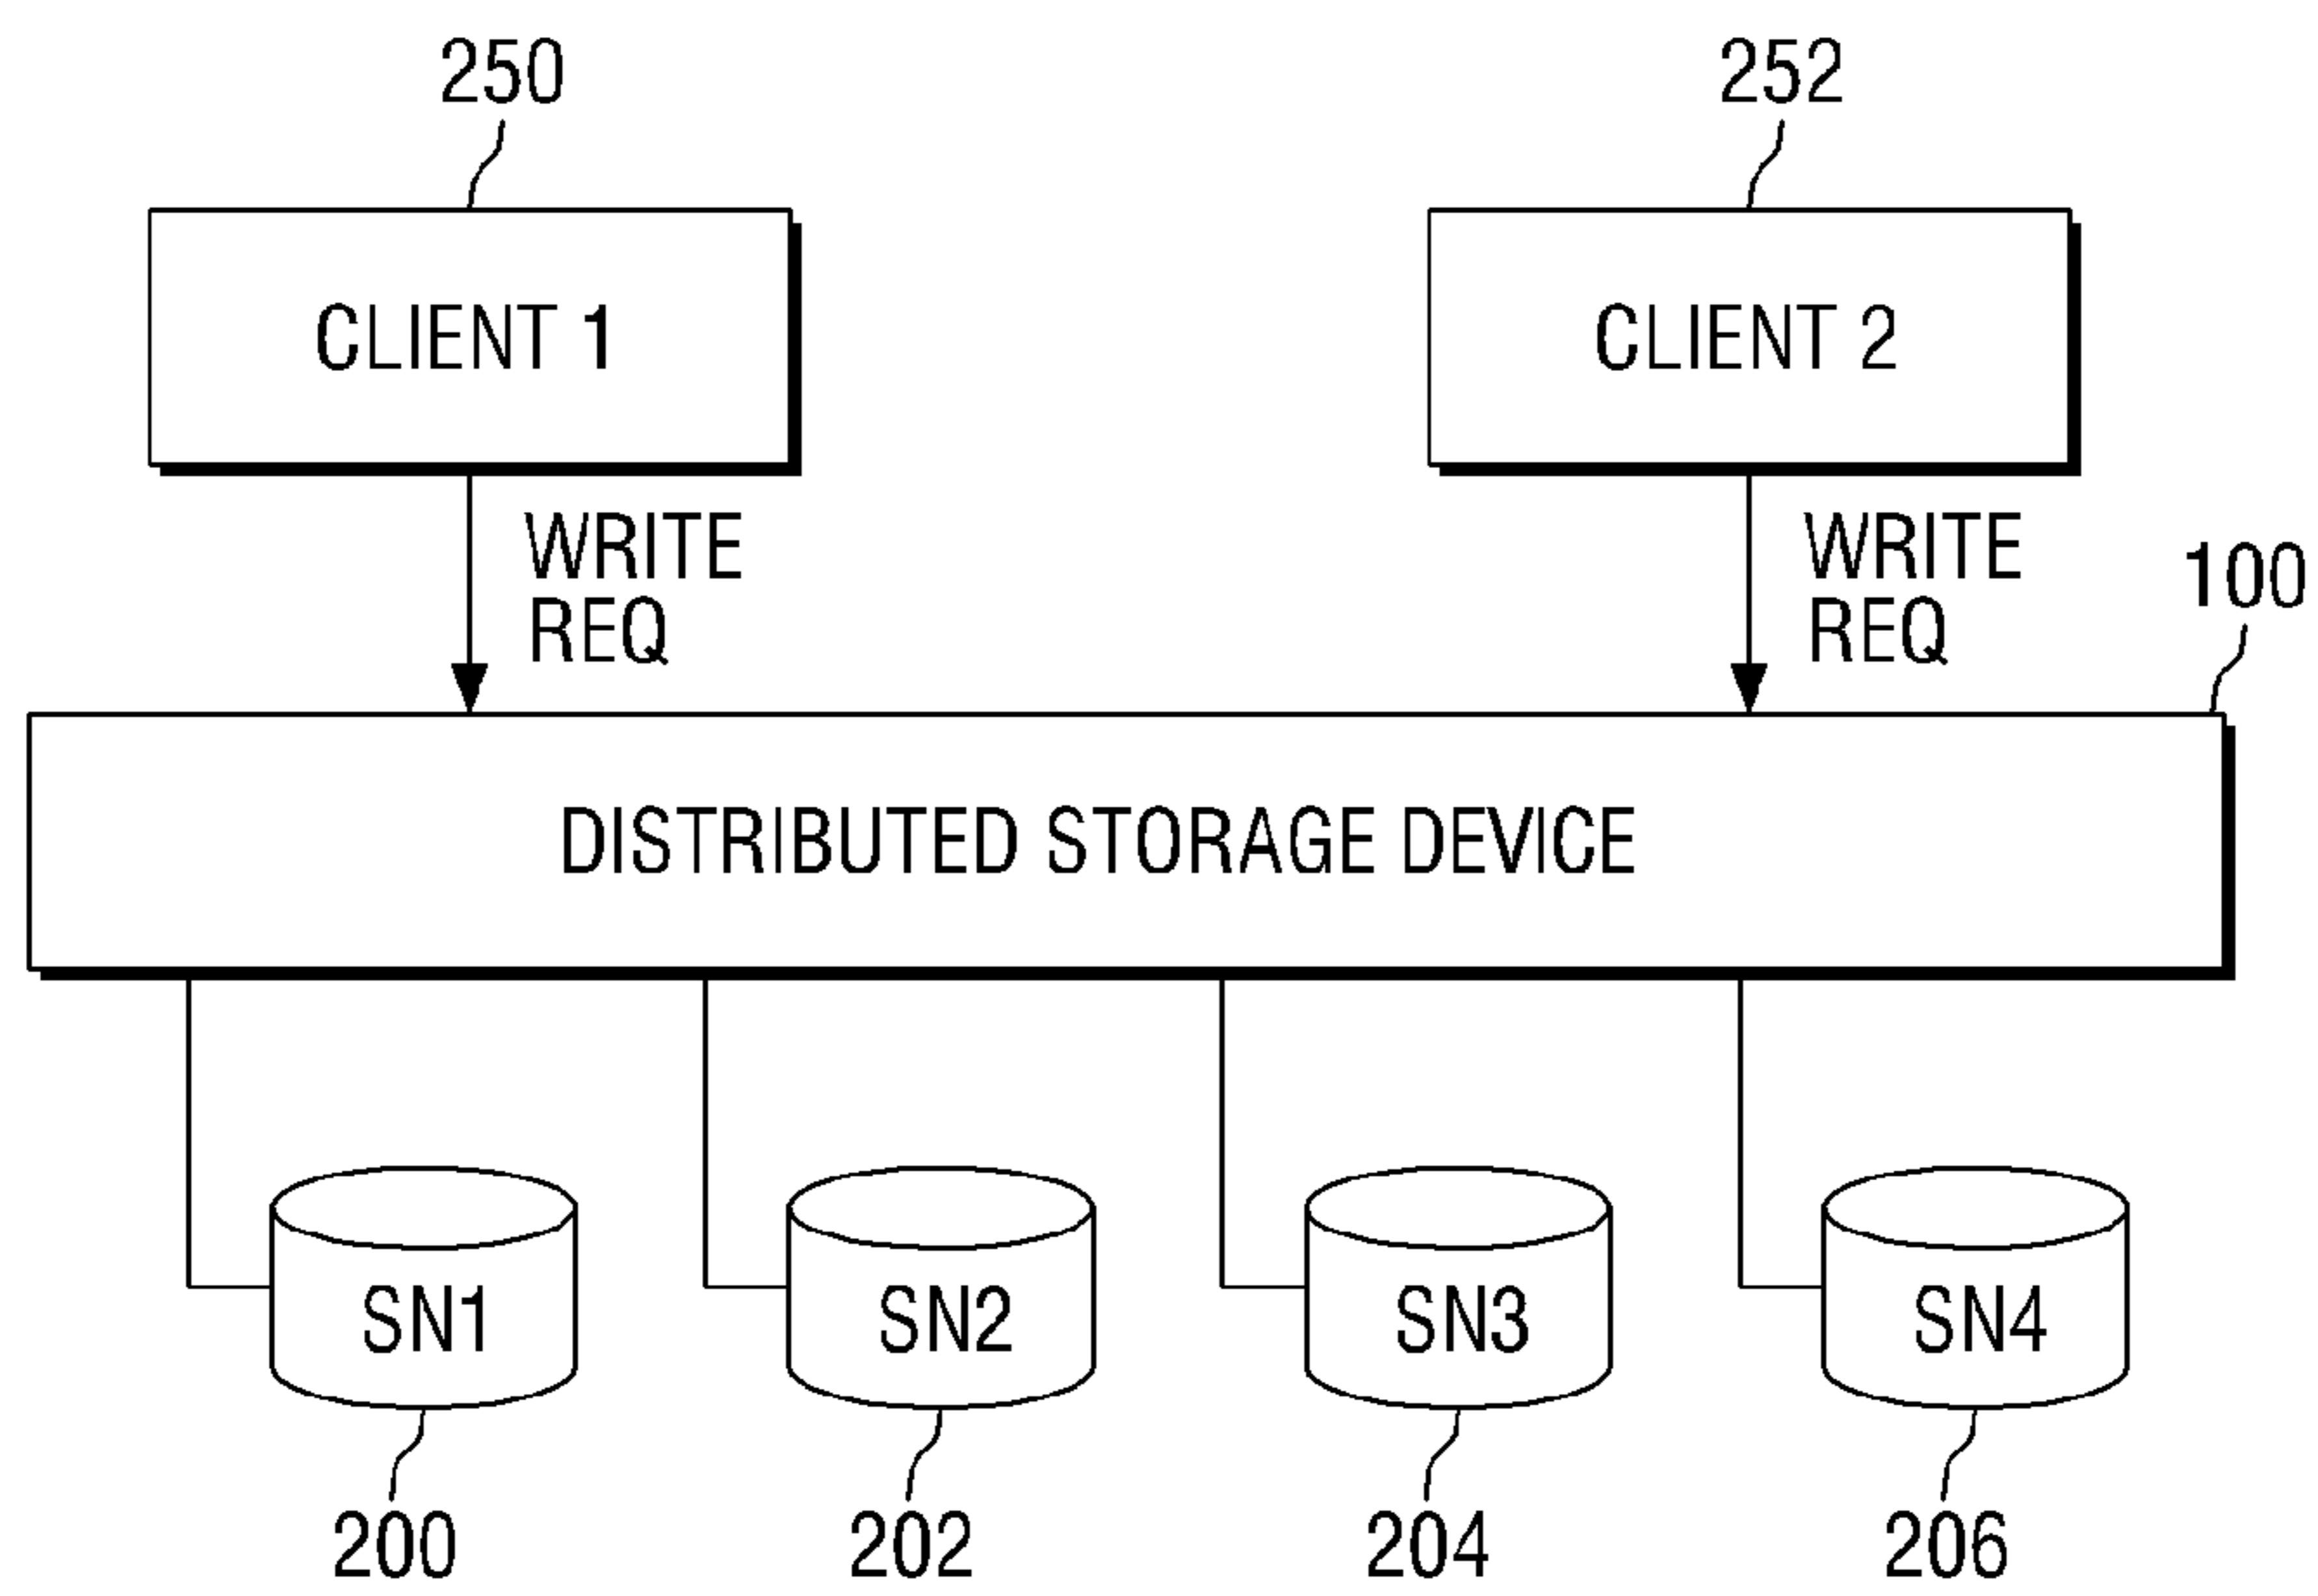 250
252
CLIENT 1
CLIENT 2
WRITE
REQ
WRITE
REQ
100
DISTRIBUTED STORAGE DEVICE
SN1
SN2
SN3
SN4
200
202
204
206